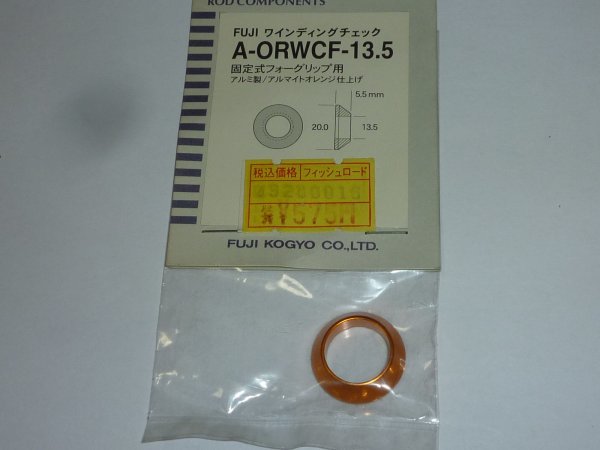 ROD COMPONENTS
FUJI ワインディングチェック
A-ORWCF-13.5
固定式フォーグリップ用
アルミ製/アルマイトオレンジ仕上げ
5.5mm
20.0
13.5
税込価格 フィッシュロード
FUJI KOGYO CO.,LTD.